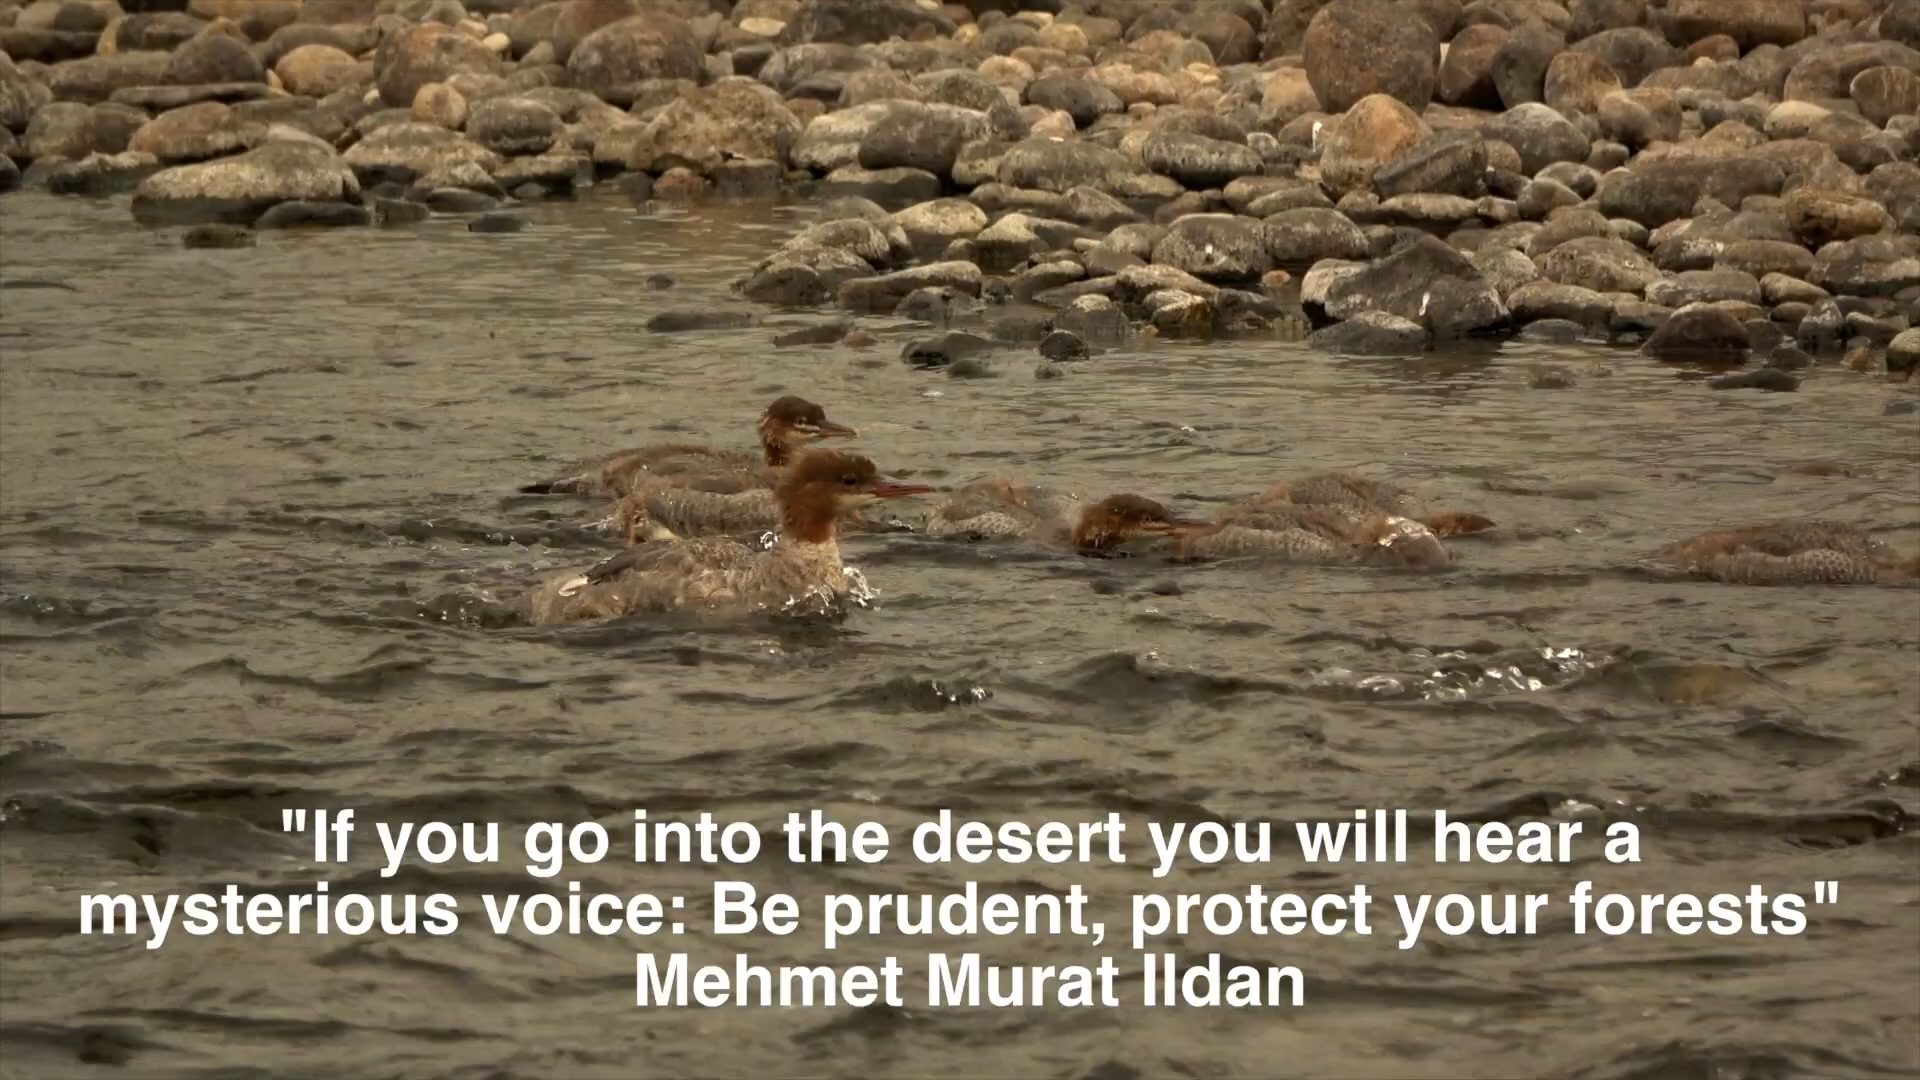 "If you go into the desert you will hear a
mysterious voice: Be prudent, protect your forests"
Mehmet Murat Ildan